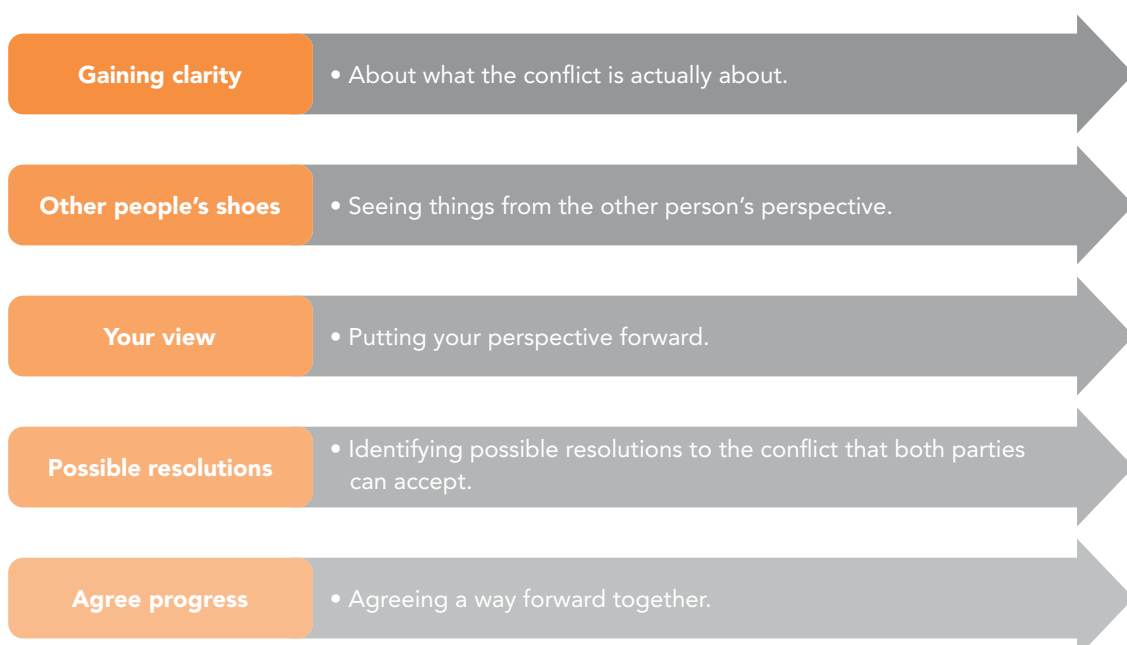 Gaining clarity
• About what the conflict is actually about.
Other people’s shoes
• Seeing things from the other person’s perspective.
Your view
• Putting your perspective forward.
Possible resolutions
• Identifying possible resolutions to the conflict that both parties
can accept.
Agree progress
• Agreeing a way forward together.